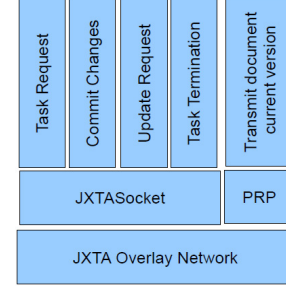 Task Request
Commit Changes
Update Request
Task Termination
Transmit document
current version
JXTASocket
PRP
JXTA Overlay Network